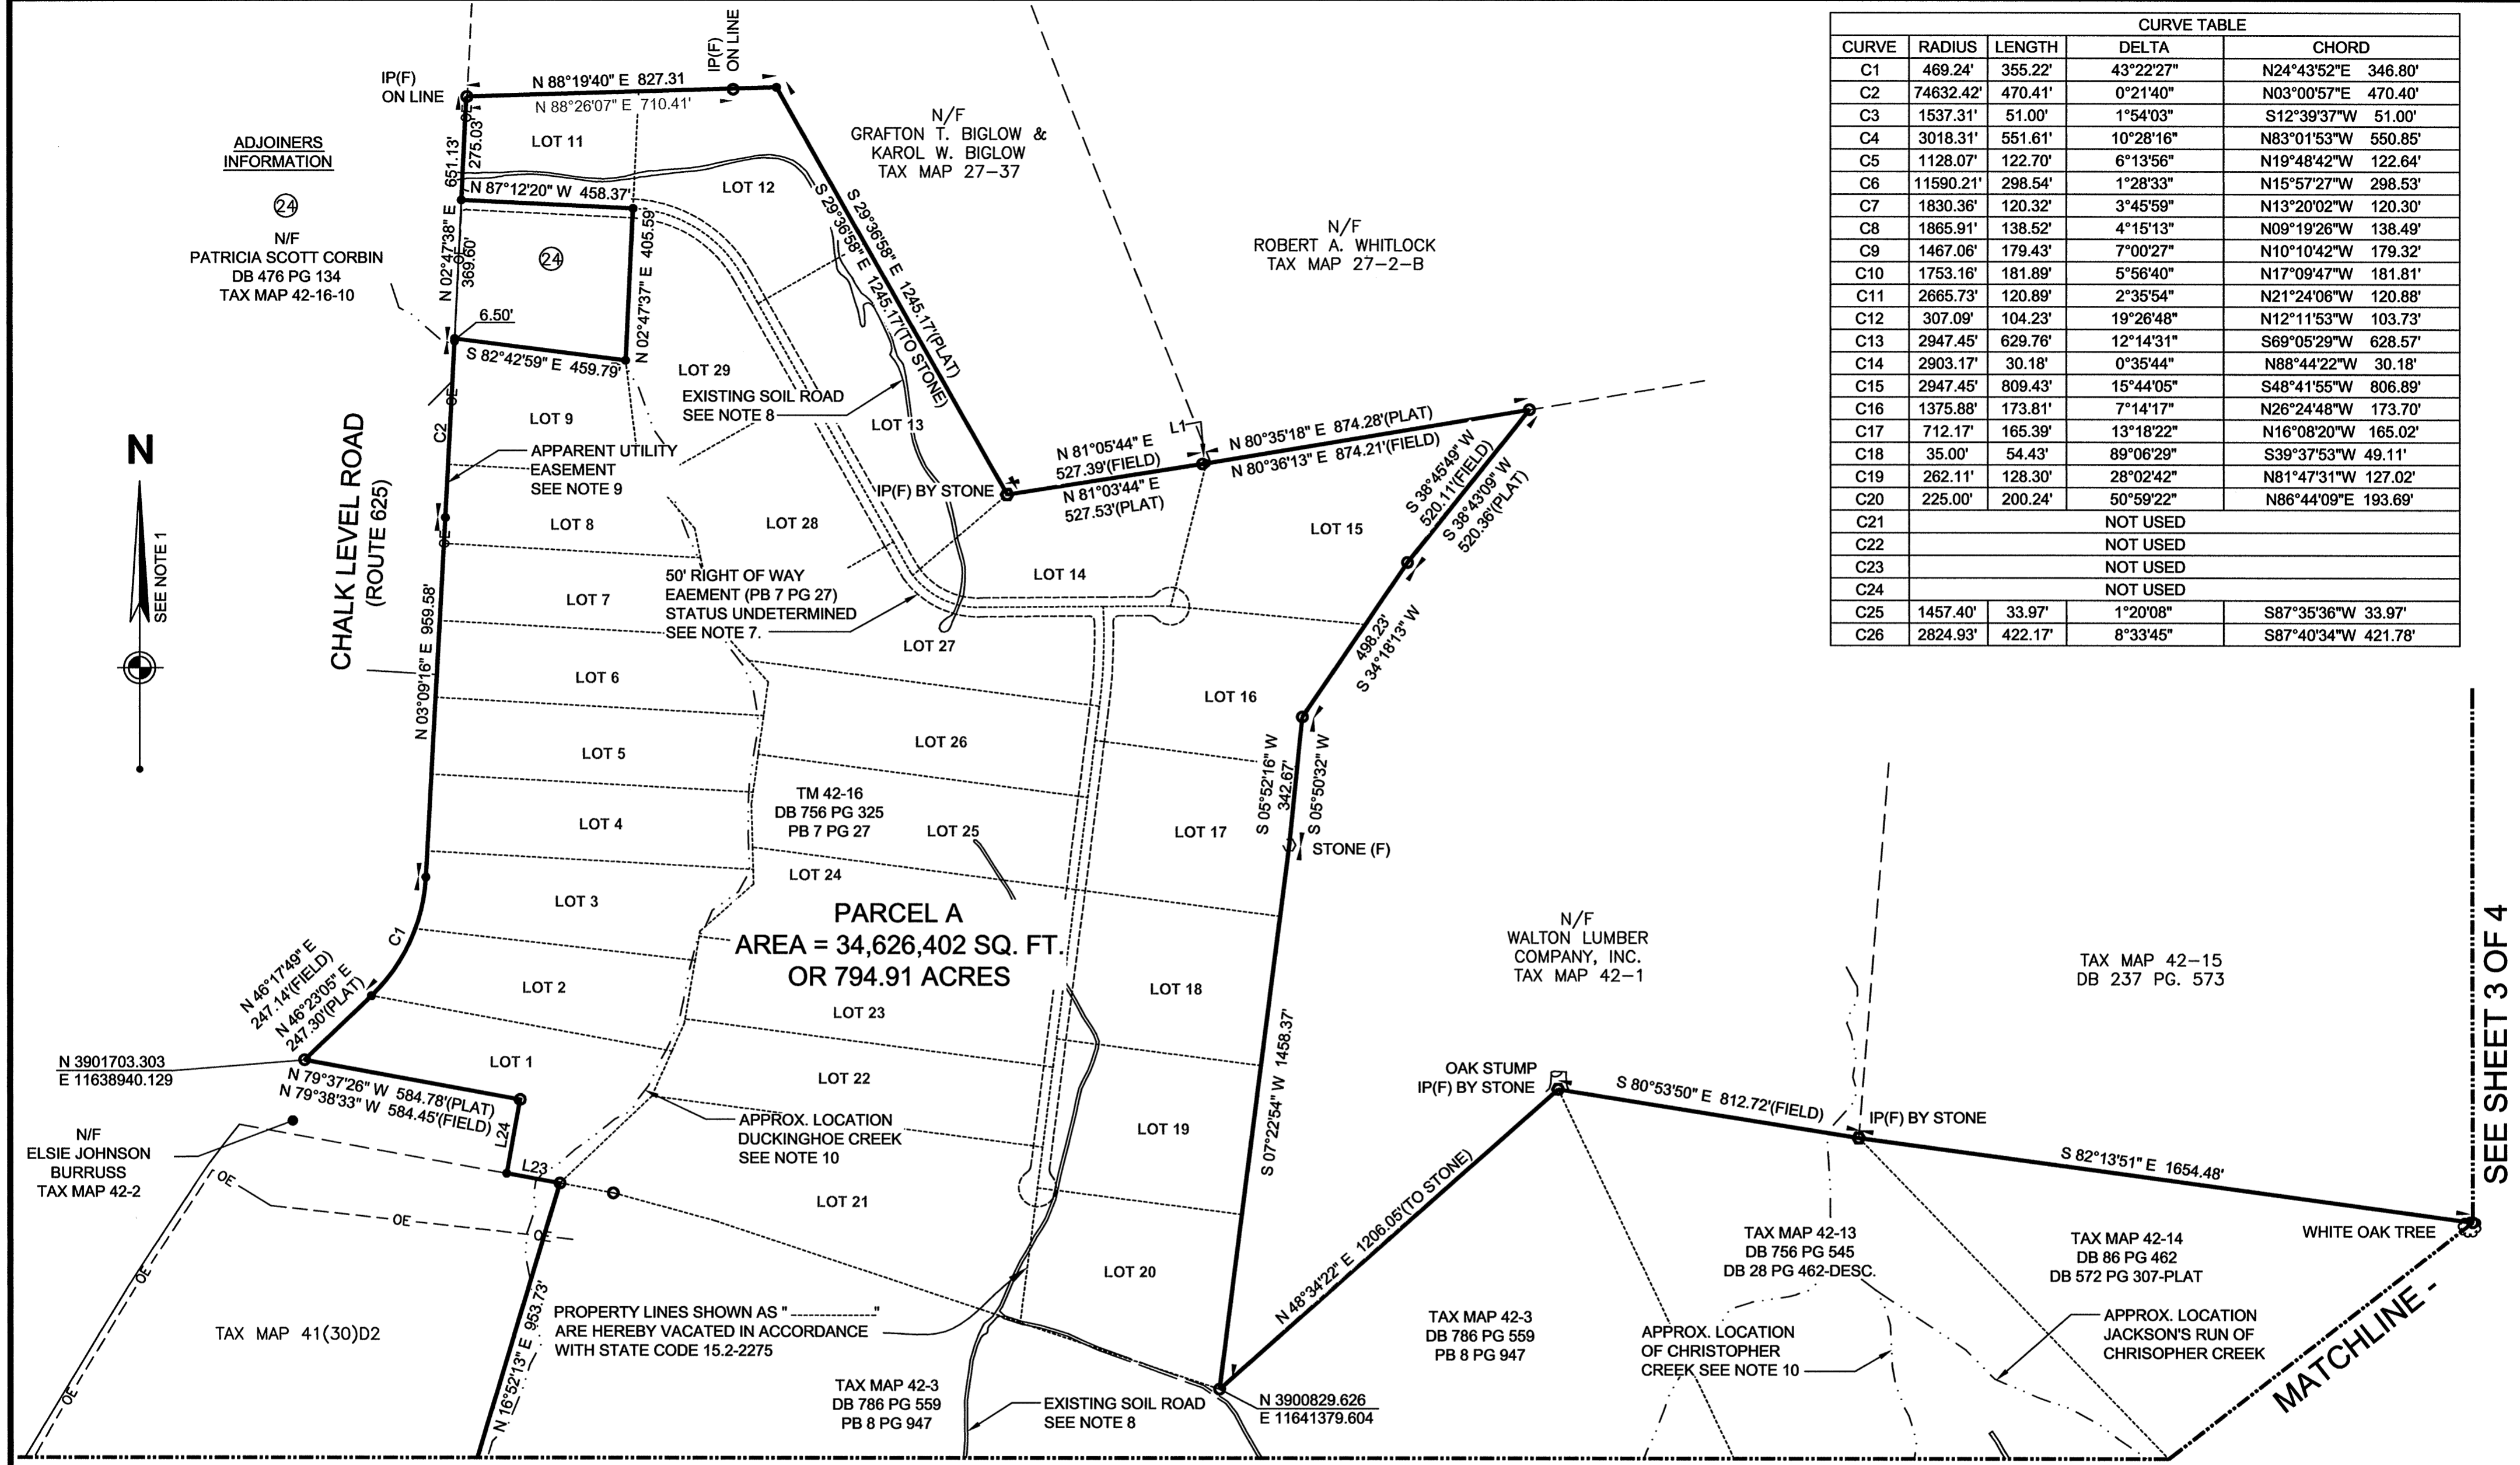 CURVE TABLE
CURVE RADIUS LENGTH DELTA CHORD
C1 469.24' 355.22' 43°22'27" N24°43'52"E 346.80'
C2 74632.42' 470.41' 0°21'40" N03°00'57"E 470.40'
C3 1537.31' 51.00' 1°54'03" S12°39'37"W 51.00'
C4 3018.31' 551.61' 10°28'16" N83°01'53"W 550.85'
C5 1128.07' 122.70' 6°13'56" N19°48'42"W 122.64'
C6 11590.21' 298.54' 1°28'33" N15°57'27"W 298.53'
C7 1830.36' 120.32' 3°45'59" N13°20'02"W 120.30'
C8 1865.91' 138.52' 4°15'13" N09°19'26"W 138.49'
C9 1467.06' 179.43' 7°00'27" N10°10'42"W 179.32'
C10 1753.16' 181.89' 5°56'40" N17°09'47"W 181.81'
C11 2665.73' 120.89' 2°35'54" N21°24'06"W 120.88'
C12 307.09' 104.23' 19°26'48" N12°11'53"W 103.73'
C13 2947.45' 629.76' 12°14'31" S69°05'29"W 628.57'
C14 2903.17' 30.18' 0°35'44" N88°44'22"W 30.18'
C15 2947.45' 809.43' 15°44'05" S48°41'55"W 806.89'
C16 1375.88' 173.81' 7°14'17" N26°24'48"W 173.70'
C17 712.17' 165.39' 13°18'22" N16°08'20"W 165.02'
C18 35.00' 54.43' 89°06'29" S39°37'53"W 49.11'
C19 262.11' 128.30' 28°02'42" N81°47'31"W 127.02'
C20 225.00' 200.24' 50°59'22" N86°44'09"E 193.69'
C21 NOT USED
C22 NOT USED
C23 NOT USED
C24 NOT USED
C25 1457.40' 33.97' 1°20'08" S87°35'36"W 33.97'
C26 2824.93' 422.17' 8°33'45" S87°40'34"W 421.78'
IP(F)
ON LINE
N 88°19'40" E 827.31
N 88°26'07" E 710.41'
IP(F)
ON LINE
ADJOINERS
INFORMATION
24
N/F
PATRICIA SCOTT CORBIN
DB 476 PG 134
TAX MAP 42-16-10
OE
275.03'
651.13'
N 02°47'38" E
369.60'
OE
LOT 11
N 87°12'20" W 458.37'
LOT 12
24
N 02°47'37" E 405.59
6.50'
S 82°42'59" E 459.79'
N/F
GRAFTON T. BIGLOW &
KAROL W. BIGLOW
TAX MAP 27-37
S 29°36'58" E 1245.17'(PLAT)
S 29°36'58" E 1245.17'(TO STONE)
N/F
ROBERT A. WHITLOCK
TAX MAP 27-2-B
LOT 29
EXISTING SOIL ROAD
SEE NOTE 8
LOT 13
OE
C2
LOT 9
APPARENT UTILITY
EASEMENT
SEE NOTE 9
OE
IP(F) BY STONE
N 81°05'44" E
527.39'(FIELD)
N 81°03'44" E
527.53'(PLAT)
L1
N 80°35'18" E 874.28'(PLAT)
N 80°36'13" E 874.21'(FIELD)
S 38°45'49" W
520.11'(FIELD)
S 38°43'09" W
520.36'(PLAT)
LOT 8
LOT 28
LOT 15
N
SEE NOTE 1
CHALK LEVEL ROAD
(ROUTE 625)
N 03°09'16" E 959.58'
50' RIGHT OF WAY
EAEMENT (PB 7 PG 27)
STATUS UNDETERMINED
SEE NOTE 7.
LOT 14
LOT 7
LOT 27
498.23'
S 34°18'13" W
LOT 6
LOT 16
LOT 5
LOT 26
S 05°52'16" W
342.67'
S 05°50'32" W
TM 42-16
DB 756 PG 325
PB 7 PG 27
LOT 4
LOT 25
LOT 17
STONE (F)
LOT 24
LOT 3
PARCEL A
AREA = 34,626,402 SQ. FT.
OR 794.91 ACRES
C1
N/F
WALTON LUMBER
COMPANY, INC.
TAX MAP 42-1
TAX MAP 42-15
DB 237 PG. 573
SEE SHEET 3 OF 4
N 46°17'49" E
247.14'(FIELD)
N 46°23'05" E
247.30'(PLAT)
LOT 2
LOT 18
LOT 23
S 07°22'54" W 1458.37'
N 3901703.303
E 11638940.129
LOT 1
N 79°37'26" W 584.78'(PLAT)
N 79°38'33" W 584.45'(FIELD)
LOT 22
OAK STUMP
IP(F) BY STONE
S 80°53'50" E 812.72'(FIELD)
IP(F) BY STONE
APPROX. LOCATION
DUCKINGHOE CREEK
SEE NOTE 10
LOT 19
N/F
ELSIE JOHNSON
BURRUSS
TAX MAP 42-2
L24
L23
S 82°13'51" E 1654.48'
OE
OE
OE
LOT 21
N 48°34'22" E 1206.05'(TO STONE)
WHITE OAK TREE
TAX MAP 42-13
DB 756 PG 545
DB 28 PG 462-DESC.
TAX MAP 42-14
DB 86 PG 462
DB 572 PG 307-PLAT
OE
LOT 20
N 16°52'13" E 953.73'
PROPERTY LINES SHOWN AS "-------------"
ARE HEREBY VACATED IN ACCORDANCE
WITH STATE CODE 15.2-2275
TAX MAP 41(30)D2
TAX MAP 42-3
DB 786 PG 559
PB 8 PG 947
APPROX. LOCATION
OF CHRISTOPHER
CREEK SEE NOTE 10
APPROX. LOCATION
JACKSON'S RUN OF
CHRISOPHER CREEK
MATCHLINE -
OE
TAX MAP 42-3
DB 786 PG 559
PB 8 PG 947
EXISTING SOIL ROAD
SEE NOTE 8
N 3900829.626
E 11641379.604